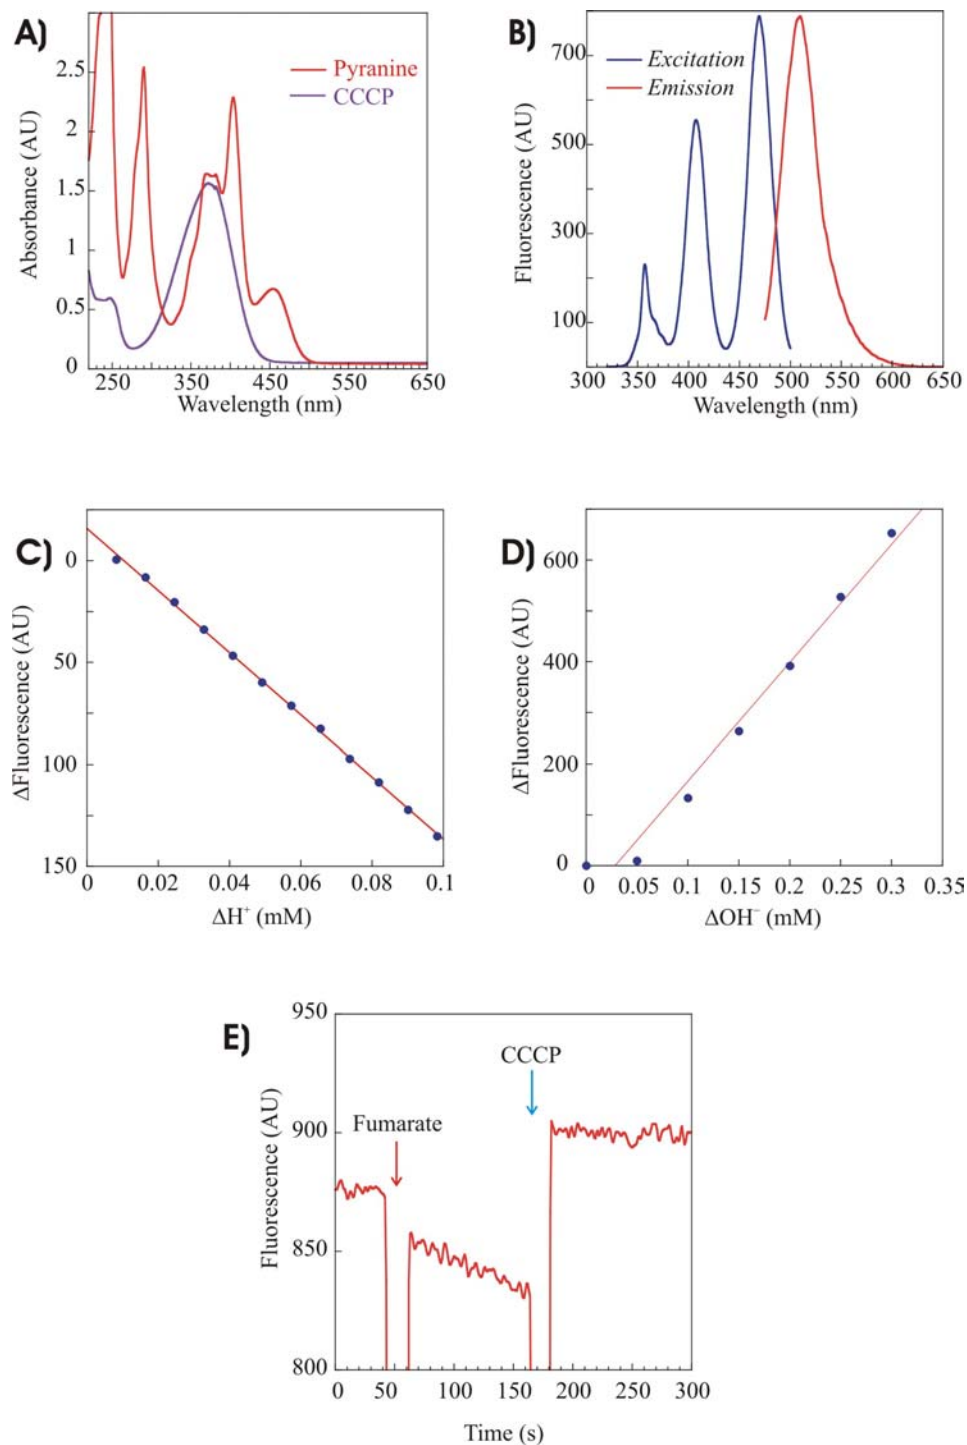 A)
2.5
2
1.5
1
0.5
0
Absorbance (AU)
Pyranine
CCCP
250 350 450 550 650
Wavelength (nm)
B)
700
500
300
100
Fluorescence (AU)
Excitation
Emission
300 350 400 450 500 550 600 650
Wavelength (nm)
C)
0
50
100
150
ΔFluorescence (AU)
0 0.02 0.04 0.06 0.08 0.1
ΔH⁺ (mM)
D)
600
400
200
0
ΔFluorescence (AU)
0 0.05 0.1 0.15 0.2 0.25 0.3 0.35
ΔOH⁻ (mM)
E)
950
900
850
800
Fluorescence (AU)
CCCP
Fumarate
0 50 100 150 200 250 300
Time (s)